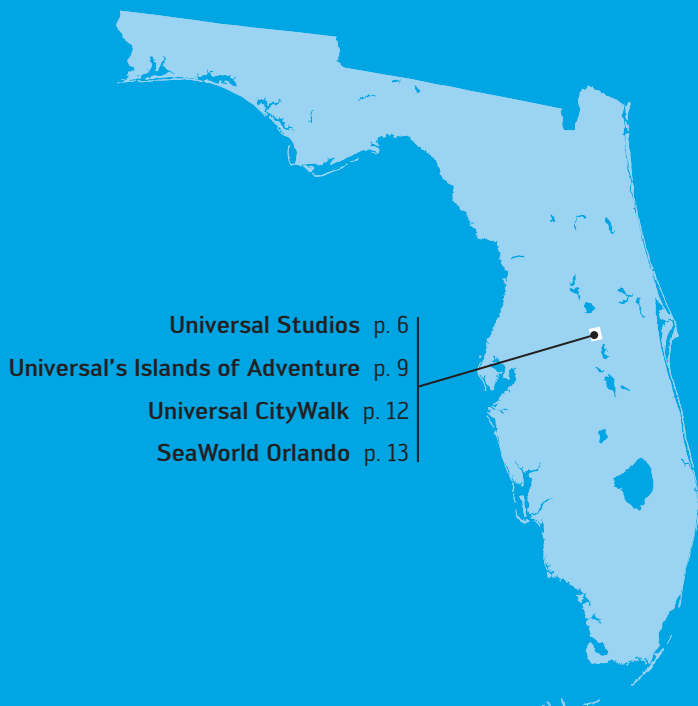 Universal Studios p. 6
Universal's Islands of Adventure p. 9
Universal CityWalk p. 12
SeaWorld Orlando p. 13